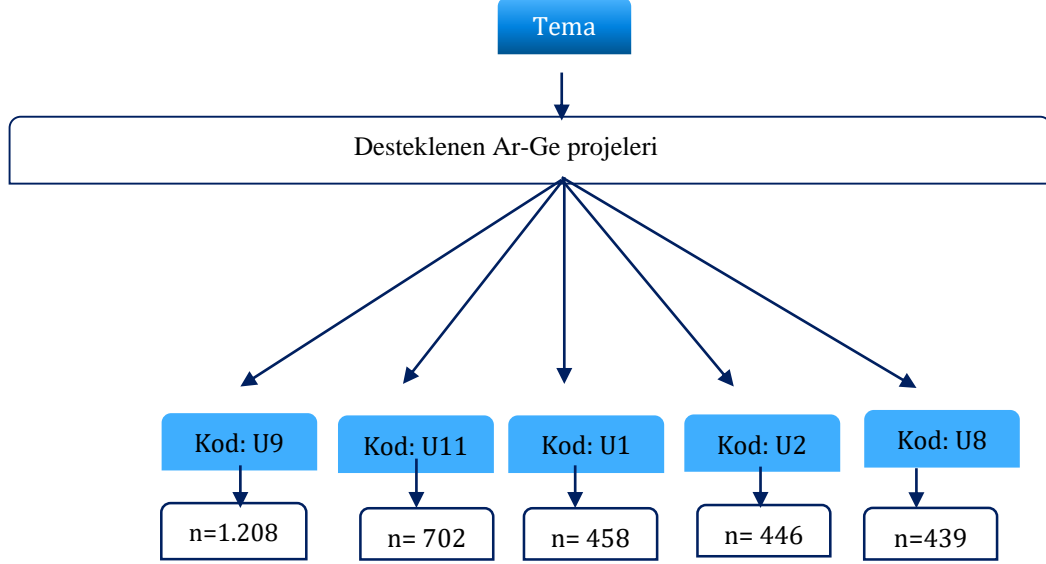 Tema
Desteklenen Ar-Ge projeleri
Kod: U9
Kod: U11
Kod: U1
Kod: U2
Kod: U8
n=1.208
n= 702
n= 458
n= 446
n=439